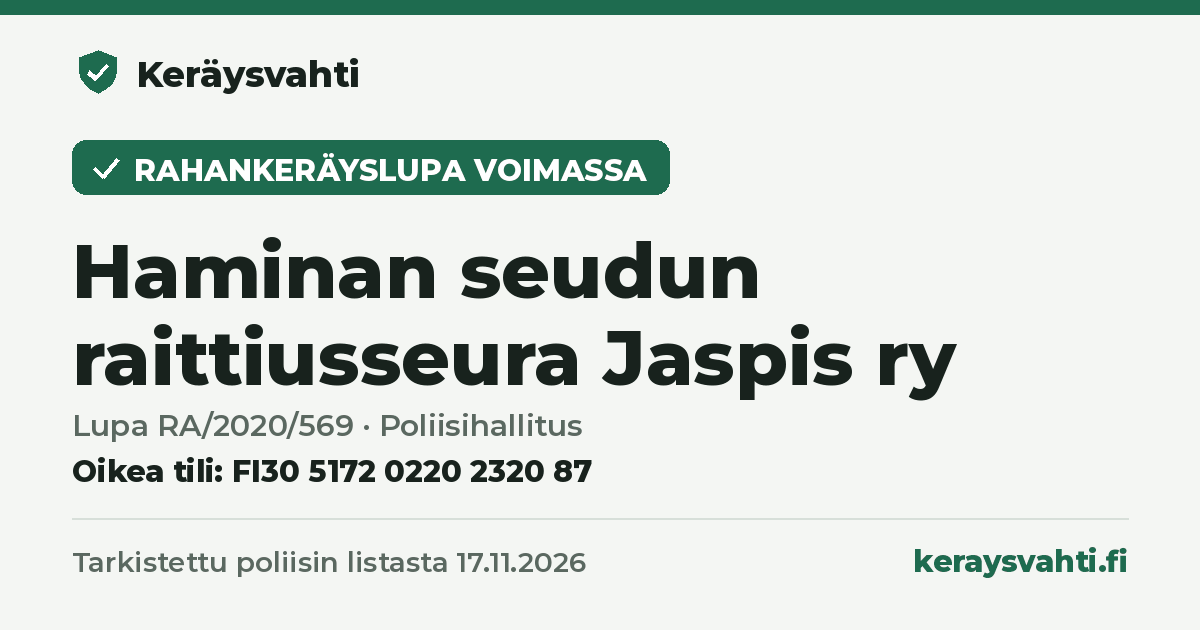 Keräysvahti
RAHANKERÄYSLUPA VOIMASSA
Haminan seudun
raittiusseura Jaspis ry
Lupa RA/2020/569 · Poliisihallitus
Oikea tili: FI30 5172 0220 2320 87
Tarkistettu poliisin listasta 17.11.2026
keraysvahti.fi